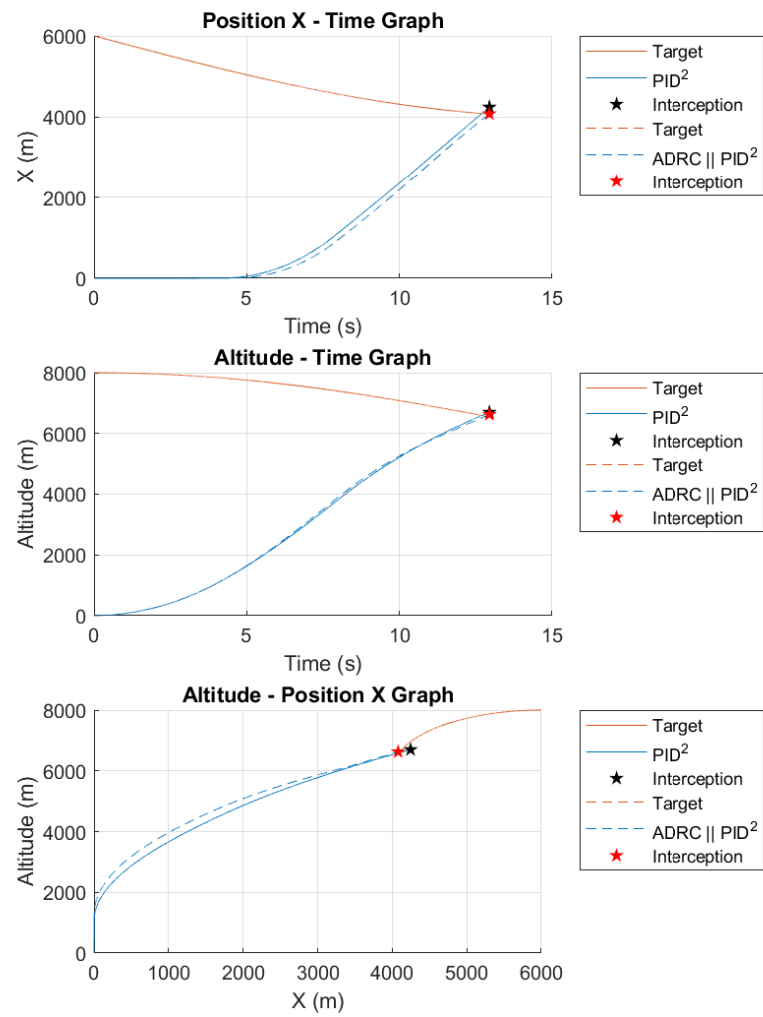 Position X - Time Graph
6000
4000
2000
0
X (m)
0 5 10 15
Time (s)
Target
PID²
Interception
Target
ADRC || PID²
Interception
Altitude - Time Graph
8000
6000
4000
2000
0
Altitude (m)
0 5 10 15
Time (s)
Target
PID²
Interception
Target
ADRC || PID²
Interception
Altitude - Position X Graph
8000
6000
4000
2000
0
Altitude (m)
0 1000 2000 3000 4000 5000 6000
X (m)
Target
PID²
Interception
Target
ADRC || PID²
Interception